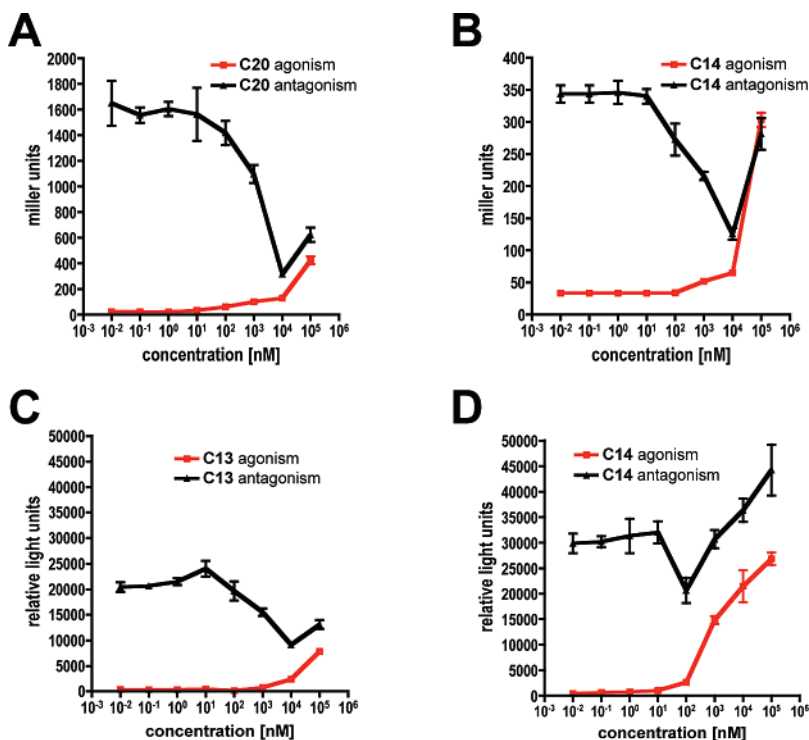 A
C20 agonism
C20 antagonism
miller units
2000
1800
1600
1400
1200
1000
800
600
400
200
0
10-3 10-2 10-1 100 101 102 103 104 105 106
concentration [nM]
B
C14 agonism
C14 antagonism
miller units
400
350
300
250
200
150
100
50
0
10-3 10-2 10-1 100 101 102 103 104 105 106
concentration [nM]
C
C13 agonism
C13 antagonism
relative light units
50000
45000
40000
35000
30000
25000
20000
15000
10000
5000
0
10-3 10-2 10-1 100 101 102 103 104 105 106
concentration [nM]
D
C14 agonism
C14 antagonism
relative light units
50000
45000
40000
35000
30000
25000
20000
15000
10000
5000
0
10-3 10-2 10-1 100 101 102 103 104 105 106
concentration [nM]